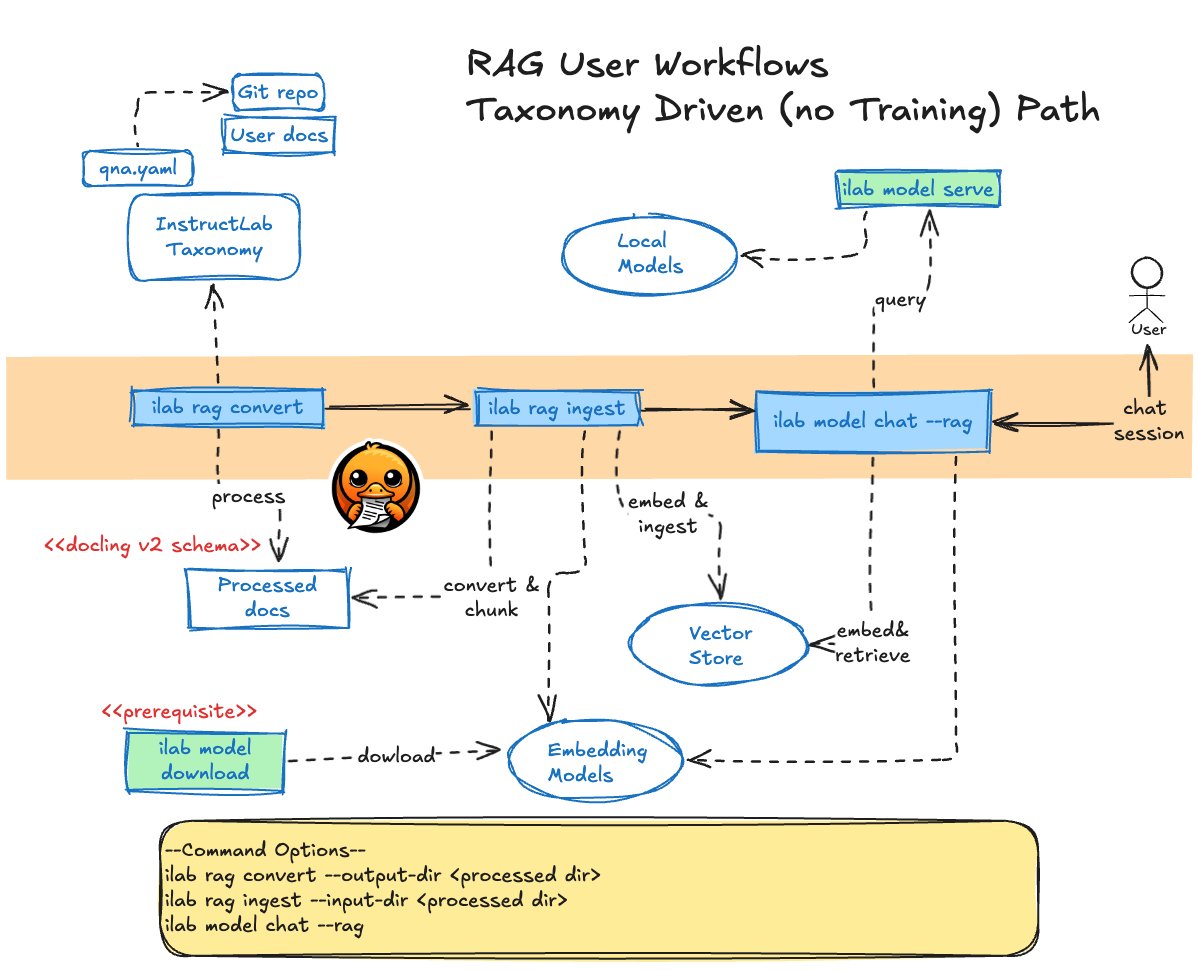 RAG User Workflows
Taxonomy Driven (no Training) Path
Git repo
User docs
qna.yaml
InstructLab
Taxonomy
ilab model serve
Local
Models
query
User
ilab rag convert
ilab rag ingest
ilab model chat --rag
chat
session
process
embed &
ingest
<<docling v2 schema>>
Processed
docs
convert &
chunk
Vector
Store
embed&
retrieve
<<prerequisite>>
ilab model
download
dowload
Embedding
Models
--Command Options--
ilab rag convert --output-dir <processed dir>
ilab rag ingest --input-dir <processed dir>
ilab model chat --rag